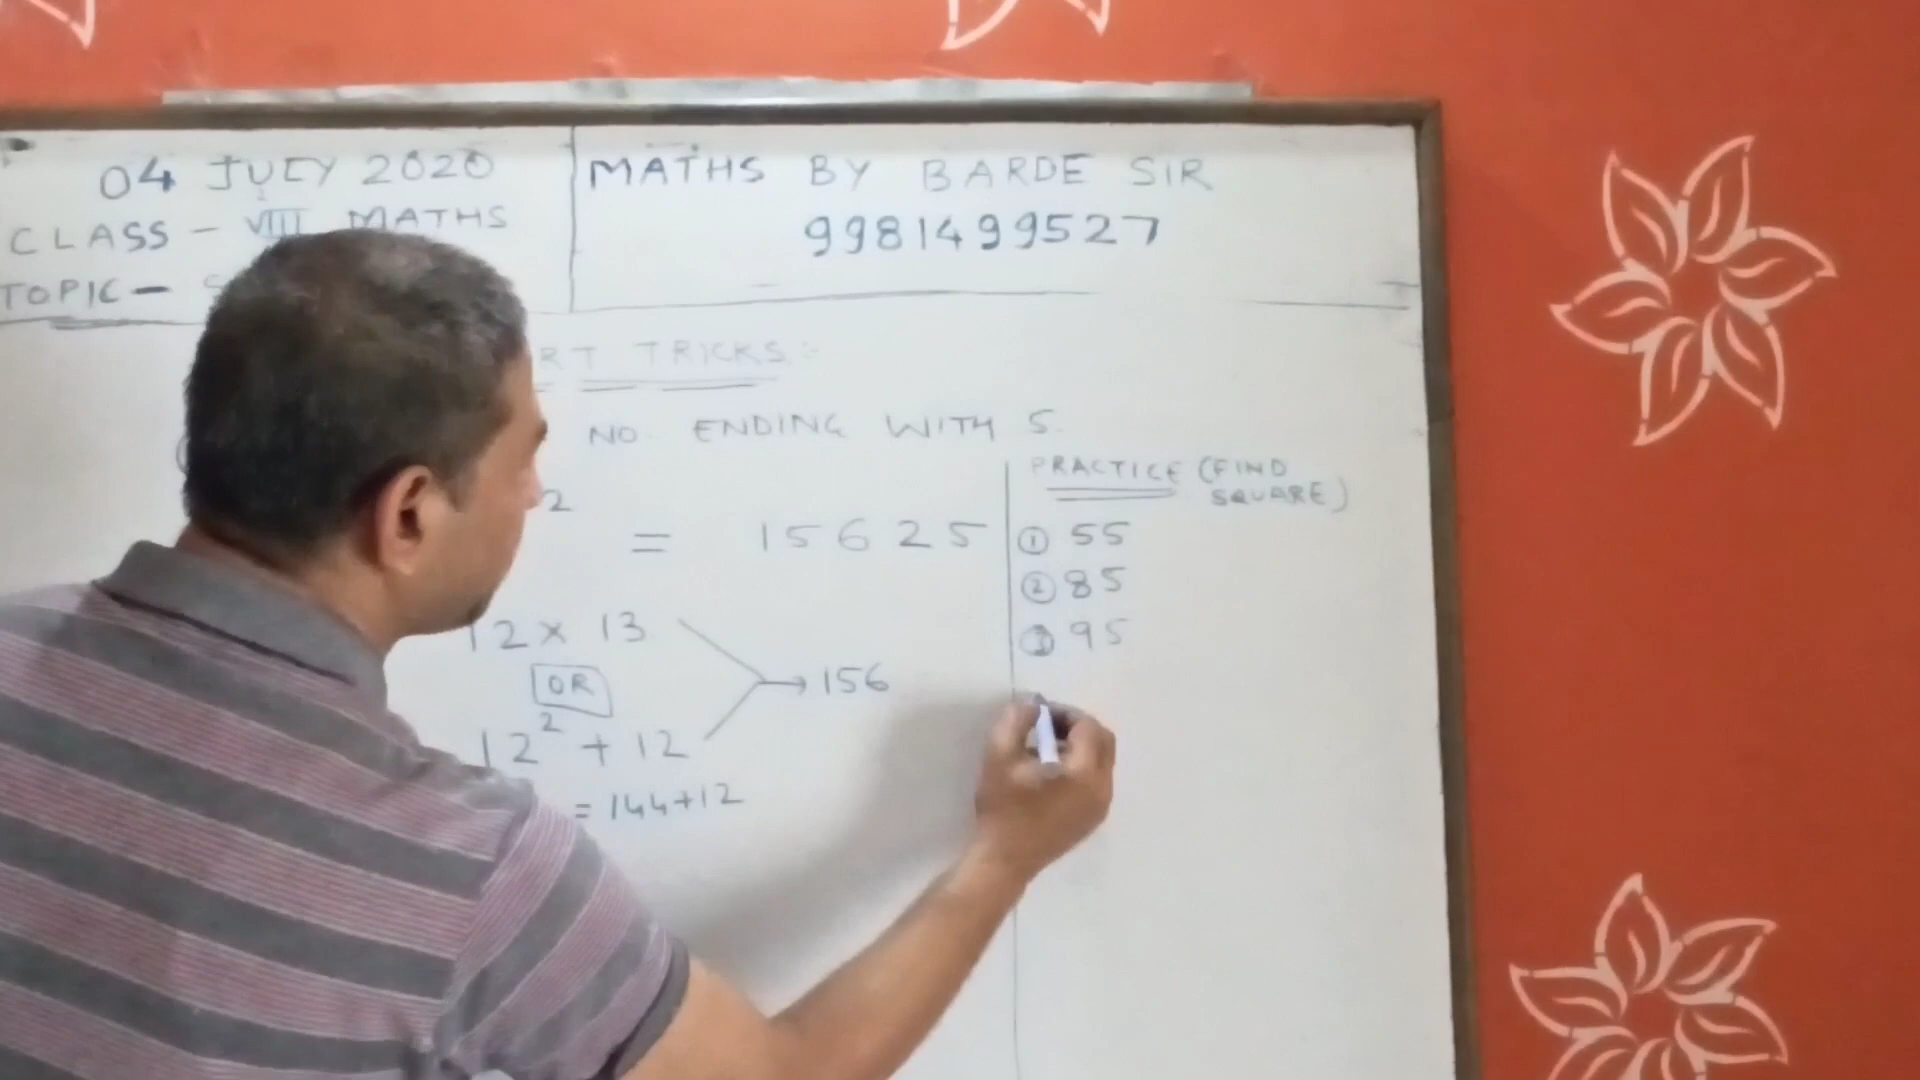 04 JULY 2020
CLASS - VIII MATHS
TOPIC -
MATHS BY BARDE SIR
9981499527
RT TRICKS :-
NO. ENDING WITH 5.
2
= 15625
12 x 13
OR
12² + 12
→ 156
= 144+12
PRACTICE (FIND
SQUARE)
① 55
② 85
③ 95